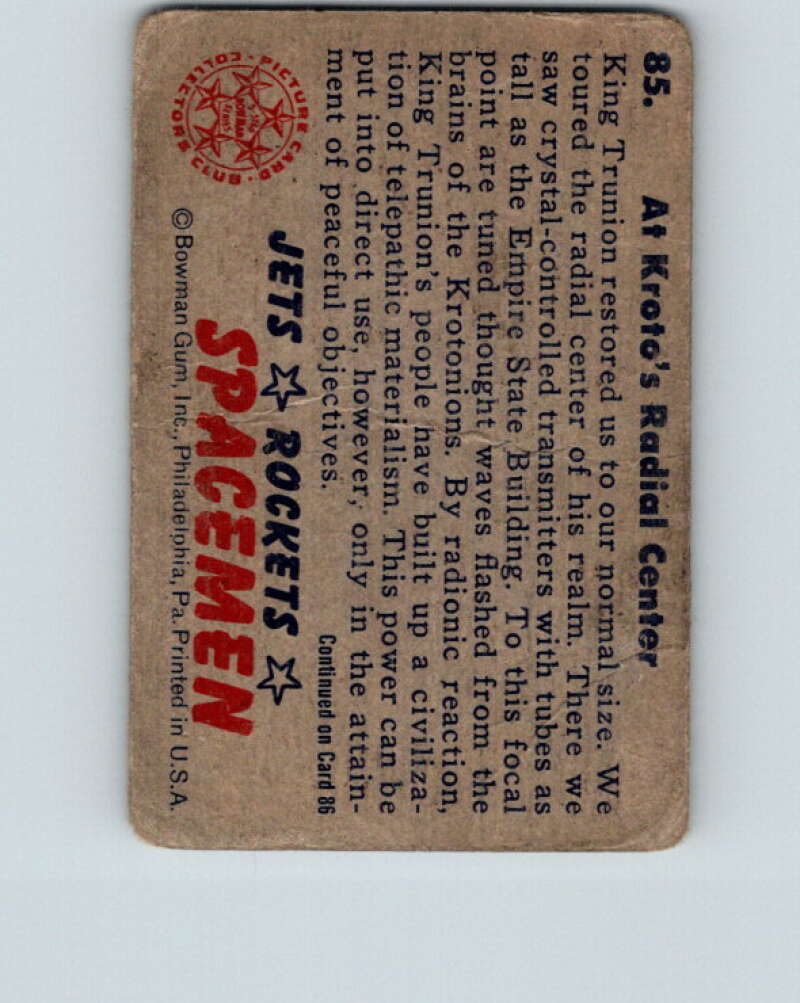 85. At Kroto's Radial Center
King Trunion restored us to our normal size. We
toured the radial center of his realm. There we
saw crystal-controlled transmitters with tubes as
tall as the Empire State Building. To this focal
point are tuned thought waves flashed from the
brains of the Krotonions. By radionic reaction,
King Trunion's people have built up a civiliza-
tion of telepathic materialism. This power can be
put into direct use, however, only in the attain-
ment of peaceful objectives.
Continued on Card 86
PICTURE CARD COLLECTORS CLUB
5 STAR
BOWMAN
JETS ROCKETS
SPACEMEN
© Bowman Gum, Inc., Philadelphia, Pa. Printed in U.S.A.